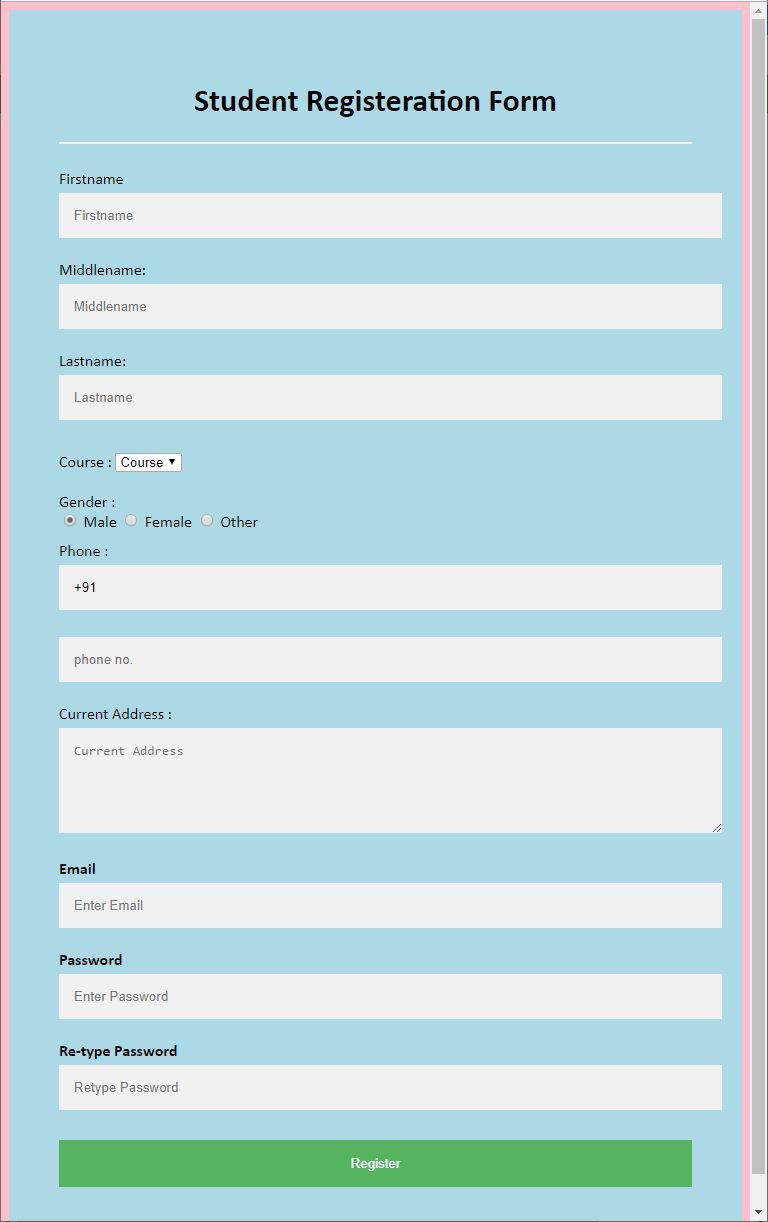 Student Registeration Form
Firstname
Firstname
Middlename:
Middlename
Lastname:
Lastname
Course : Course
Gender :
Male Female Other
Phone :
+91
phone no.
Current Address :
Current Address
Email
Enter Email
Password
Enter Password
Re-type Password
Retype Password
Register